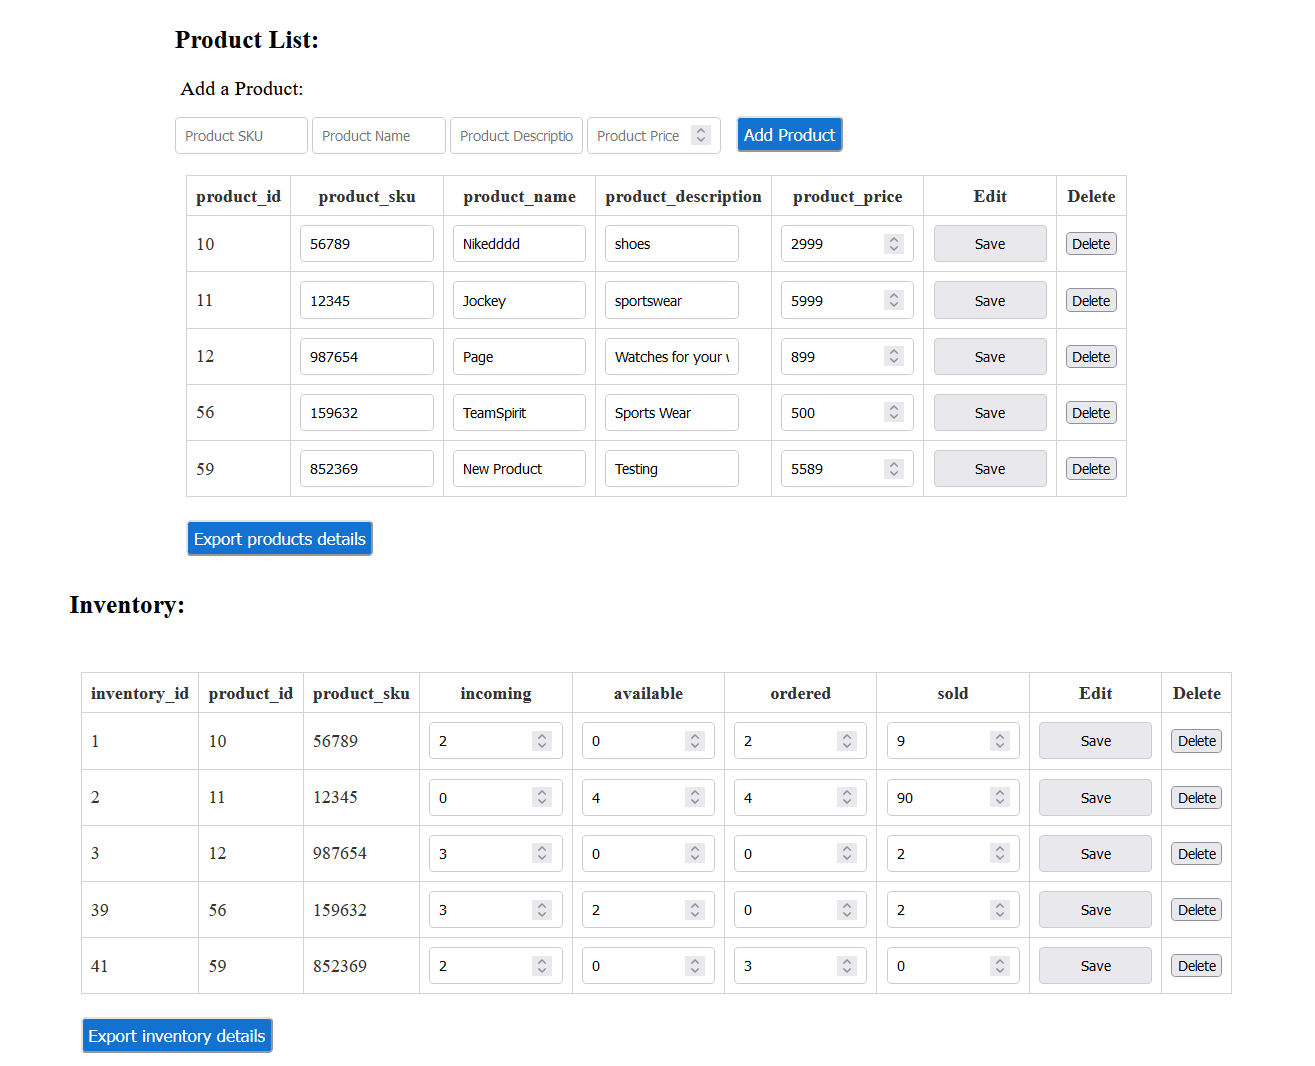 Product List:
Add a Product:
Product SKU Product Name Product Descriptio Product Price Add Product
product_id product_sku product_name product_description product_price Edit Delete
10 56789 Nikedddd shoes 2999 Save Delete
11 12345 Jockey sportswear 5999 Save Delete
12 987654 Page Watches for your 899 Save Delete
56 159632 TeamSpirit Sports Wear 500 Save Delete
59 852369 New Product Testing 5589 Save Delete
Export products details
Inventory:
inventory_id product_id product_sku incoming available ordered sold Edit Delete
1 10 56789 2 0 2 9 Save Delete
2 11 12345 0 4 4 90 Save Delete
3 12 987654 3 0 0 2 Save Delete
39 56 159632 3 2 0 2 Save Delete
41 59 852369 2 0 3 0 Save Delete
Export inventory details